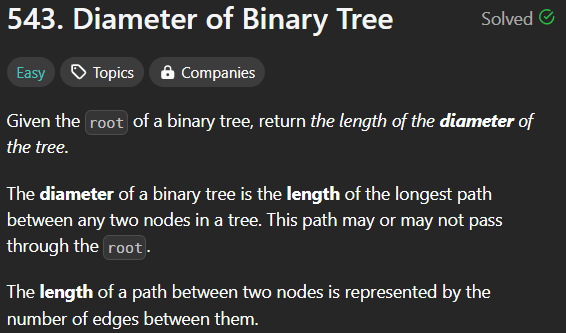 543. Diameter of Binary Tree
Solved
Easy
Topics
Companies
Given the root of a binary tree, return the length of the diameter of
the tree.
The diameter of a binary tree is the length of the longest path
between any two nodes in a tree. This path may or may not pass
through the root.
The length of a path between two nodes is represented by the
number of edges between them.